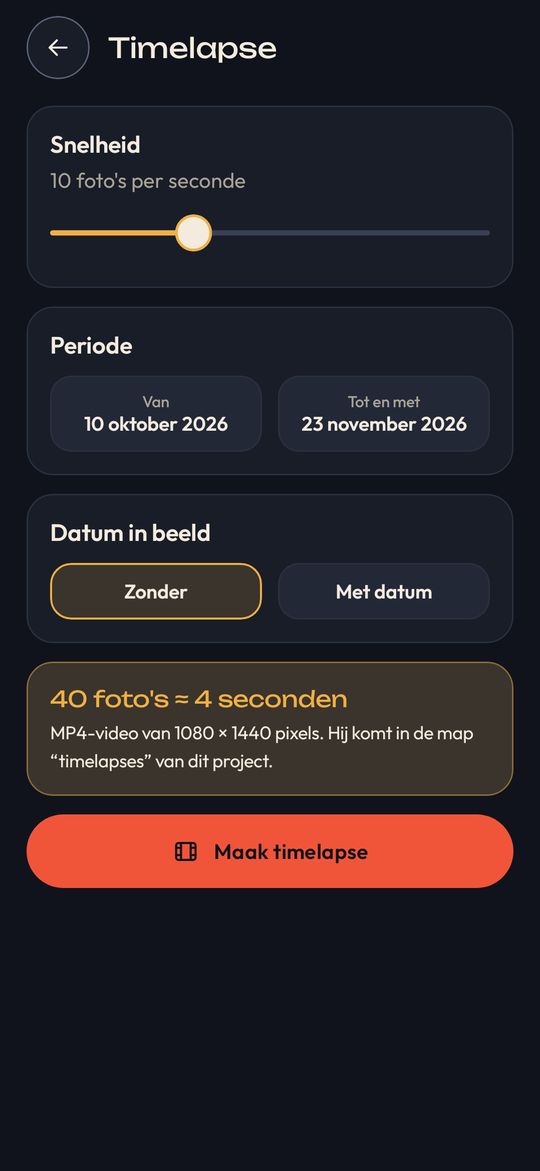 Timelapse
Snelheid
10 foto's per seconde
Periode
Van
10 oktober 2026
Tot en met
23 november 2026
Datum in beeld
Zonder
Met datum
40 foto's ≈ 4 seconden
MP4-video van 1080 × 1440 pixels. Hij komt in de map
“timelapses” van dit project.
Maak timelapse